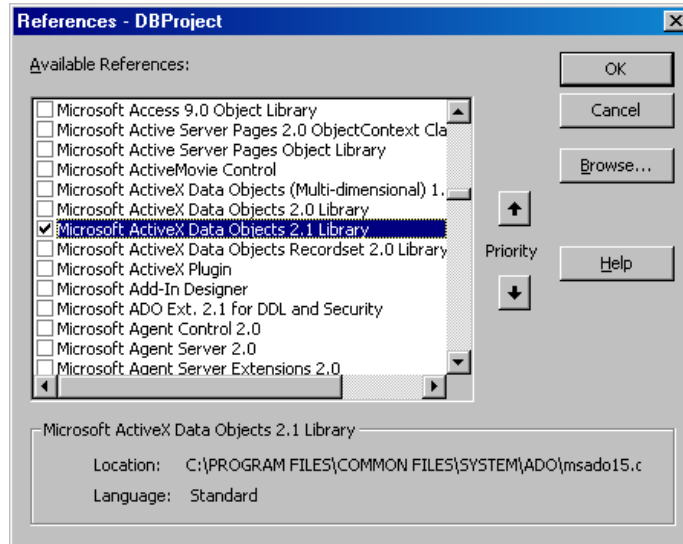 References - DBProject
Available References:
OK
Cancel
Browse...
Help
Microsoft Access 9.0 Object Library
Microsoft Active Server Pages 2.0 ObjectContext Cla
Microsoft Active Server Pages Object Library
Microsoft ActiveMovie Control
Microsoft ActiveX Data Objects (Multi-dimensional) 1.
Microsoft ActiveX Data Objects 2.0 Library
Microsoft ActiveX Data Objects 2.1 Library
Microsoft ActiveX Data Objects Recordset 2.0 Library
Microsoft ActiveX Plugin
Microsoft Add-In Designer
Microsoft ADO Ext. 2.1 for DDL and Security
Microsoft Agent Control 2.0
Microsoft Agent Server 2.0
Microsoft Agent Server Extensions 2.0
Priority
Microsoft ActiveX Data Objects 2.1 Library
Location: C:\PROGRAM FILES\COMMON FILES\SYSTEM\ADO\msado15.c
Language: Standard